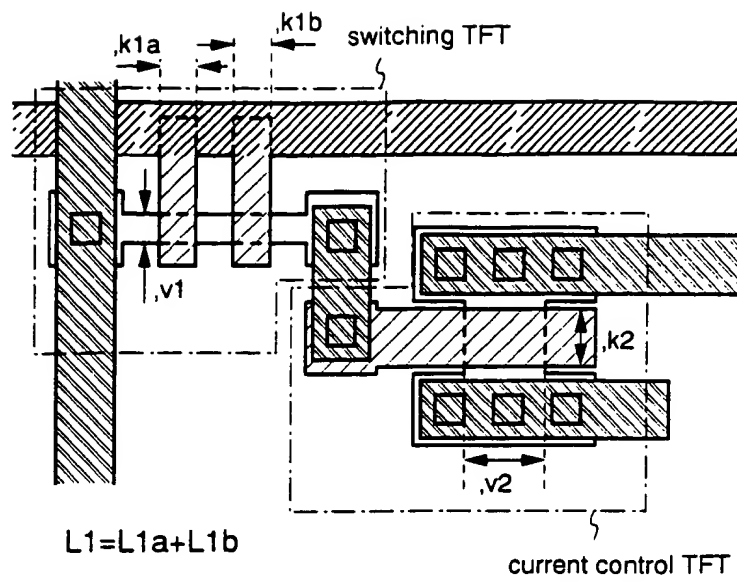 ,k1b
switching TFT
,k1a
,v1
,k2
,v2
L1=L1a+L1b
current control TFT